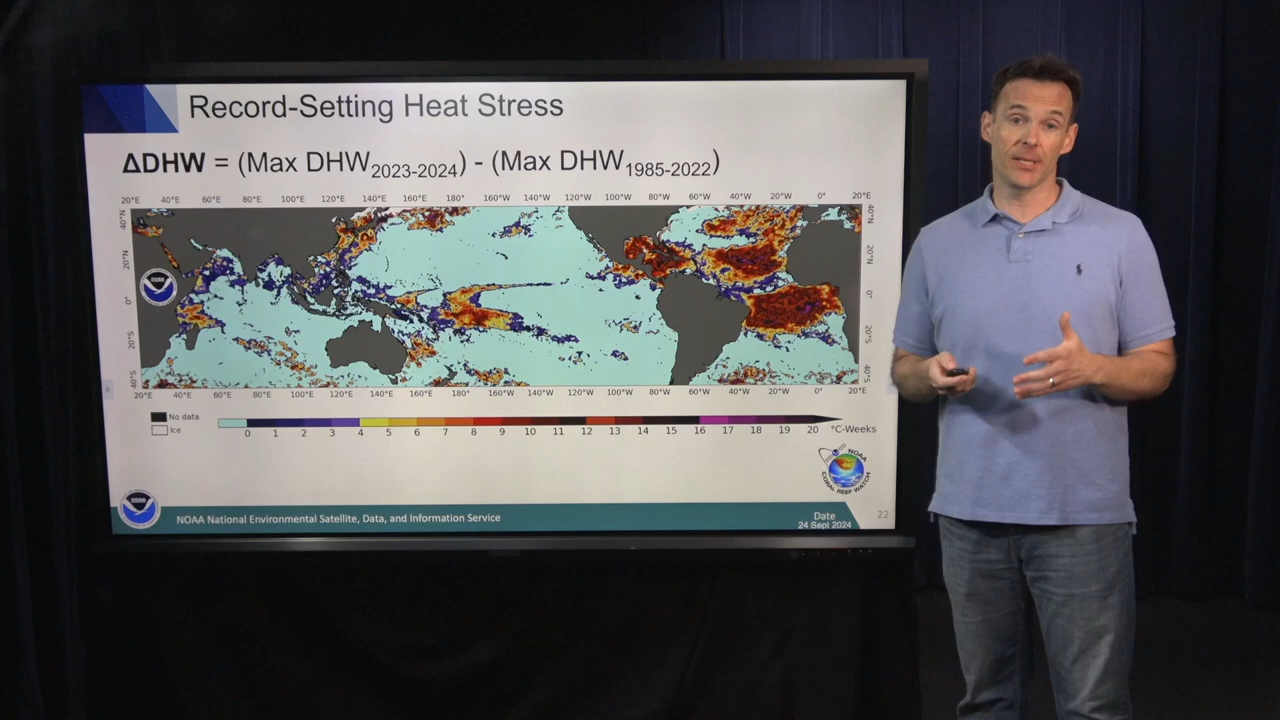 Record-Setting Heat Stress
ΔDHW = (Max DHW2023-2024) - (Max DHW1985-2022)
20°E 40°E 60°E 80°E 100°E 120°E 140°E 160°E 180° 160°W 140°W 120°W 100°W 80°W 60°W 40°W 20°W 0° 20°E
40°N 40°N
20°N 20°N
0° 0°
20°S 20°S
40°S 40°S
20°E 40°E 60°E 80°E 100°E 120°E 140°E 160°E 180° 160°W 140°W 120°W 100°W 80°W 60°W 40°W 20°W 0° 20°E
No data
Ice
0 1 2 3 4 5 6 7 8 9 10 11 12 13 14 15 16 17 18 19 20 °C-Weeks
NOAA
CORAL REEF WATCH
NOAA National Environmental Satellite, Data, and Information Service
Date
24 Sept 2024
22